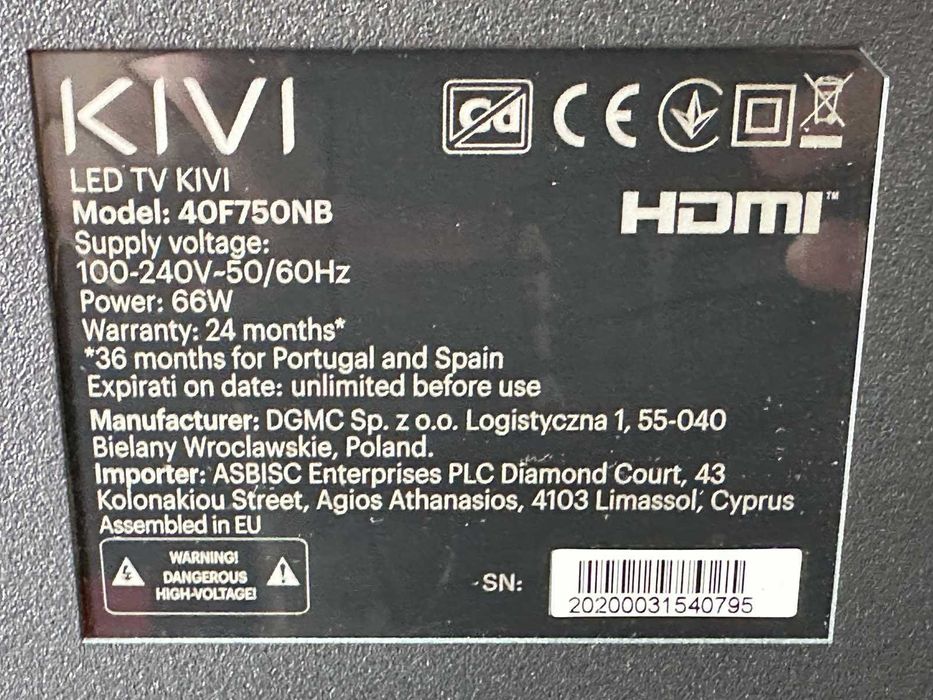 KIVI
Cd CE
LED TV KIVI
Model: 40F750NB
HDMI™
Supply voltage:
100-240V~50/60Hz
Power: 66W
Warranty: 24 months*
*36 months for Portugal and Spain
Expirati on date: unlimited before use
Manufacturer: DGMC Sp. z o.o. Logistyczna 1, 55-040
Bielany Wroclawskie, Poland.
Importer: ASBISC Enterprises PLC Diamond Court, 43
Kolonakiou Street, Agios Athanasios, 4103 Limassol, Cyprus
Assembled in EU
WARNING!
DANGEROUS
HIGH-VOLTAGE!
-SN:
20200031540795